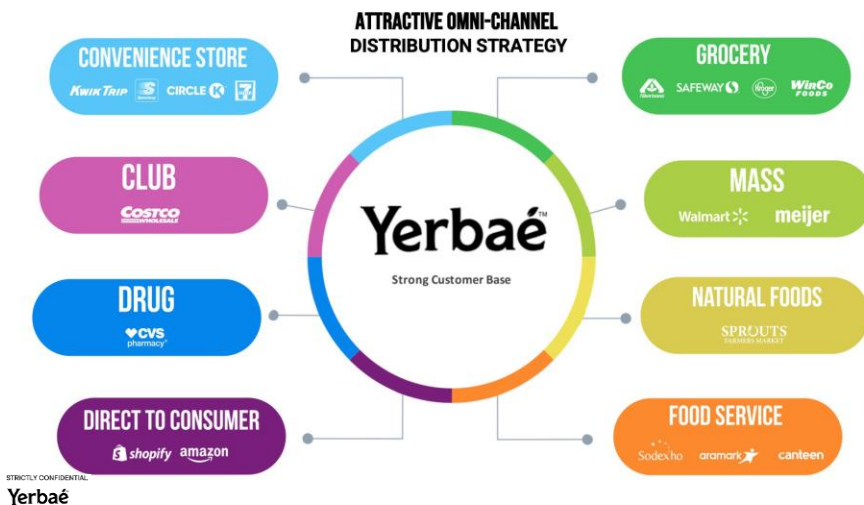 ATTRACTIVE OMNI-CHANNEL
DISTRIBUTION STRATEGY
CONVENIENCE STORE
KWIK TRIP
CIRCLE K
GROCERY
SAFEWAY
Kroger
WinCo
FOODS
CLUB
COSTCO
WHOLESALE
MASS
Walmart
meijer
Yerbaé™
Strong Customer Base
DRUG
CVS
pharmacy®
NATURAL FOODS
SPROUTS
FARMERS MARKET
DIRECT TO CONSUMER
shopify
amazon
FOOD SERVICE
Sodexho
aramark
canteen
STRICTLY CONFIDENTIAL
Yerbaé